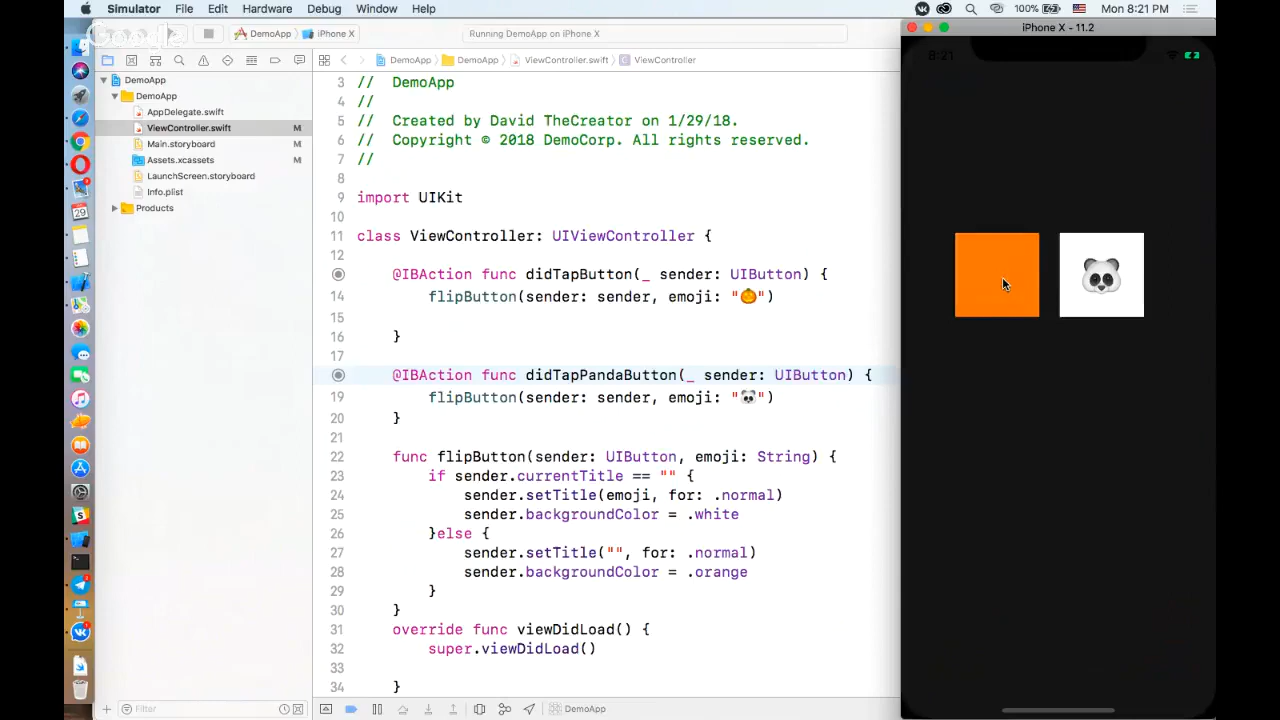 Simulator File Edit Hardware Debug Window Help 100% Mon 8:21 PM
Google
DemoApp iPhone X Running DemoApp on iPhone X
iPhone X - 11.2
8:21
DemoApp DemoApp ViewController.swift ViewController
DemoApp
DemoApp
AppDelegate.swift
ViewController.swift M
Main.storyboard M
Assets.xcassets M
LaunchScreen.storyboard
Info.plist
Products
3 // DemoApp
4 //
5 // Created by David TheCreator on 1/29/18.
6 // Copyright © 2018 DemoCorp. All rights reserved.
7 //
8
9 import UIKit
10
11 class ViewController: UIViewController {
12
@IBAction func didTapButton(_ sender: UIButton) {
14 flipButton(sender: sender, emoji: "🎃")
15
16 }
17
@IBAction func didTapPandaButton(_ sender: UIButton) {
19 flipButton(sender: sender, emoji: "🐼")
20 }
21
22 func flipButton(sender: UIButton, emoji: String) {
23 if sender.currentTitle == "" {
24 sender.setTitle(emoji, for: .normal)
25 sender.backgroundColor = .white
26 }else {
27 sender.setTitle("", for: .normal)
28 sender.backgroundColor = .orange
29 }
30 }
31 override func viewDidLoad() {
32 super.viewDidLoad()
33
34 }
Filter
DemoApp
29